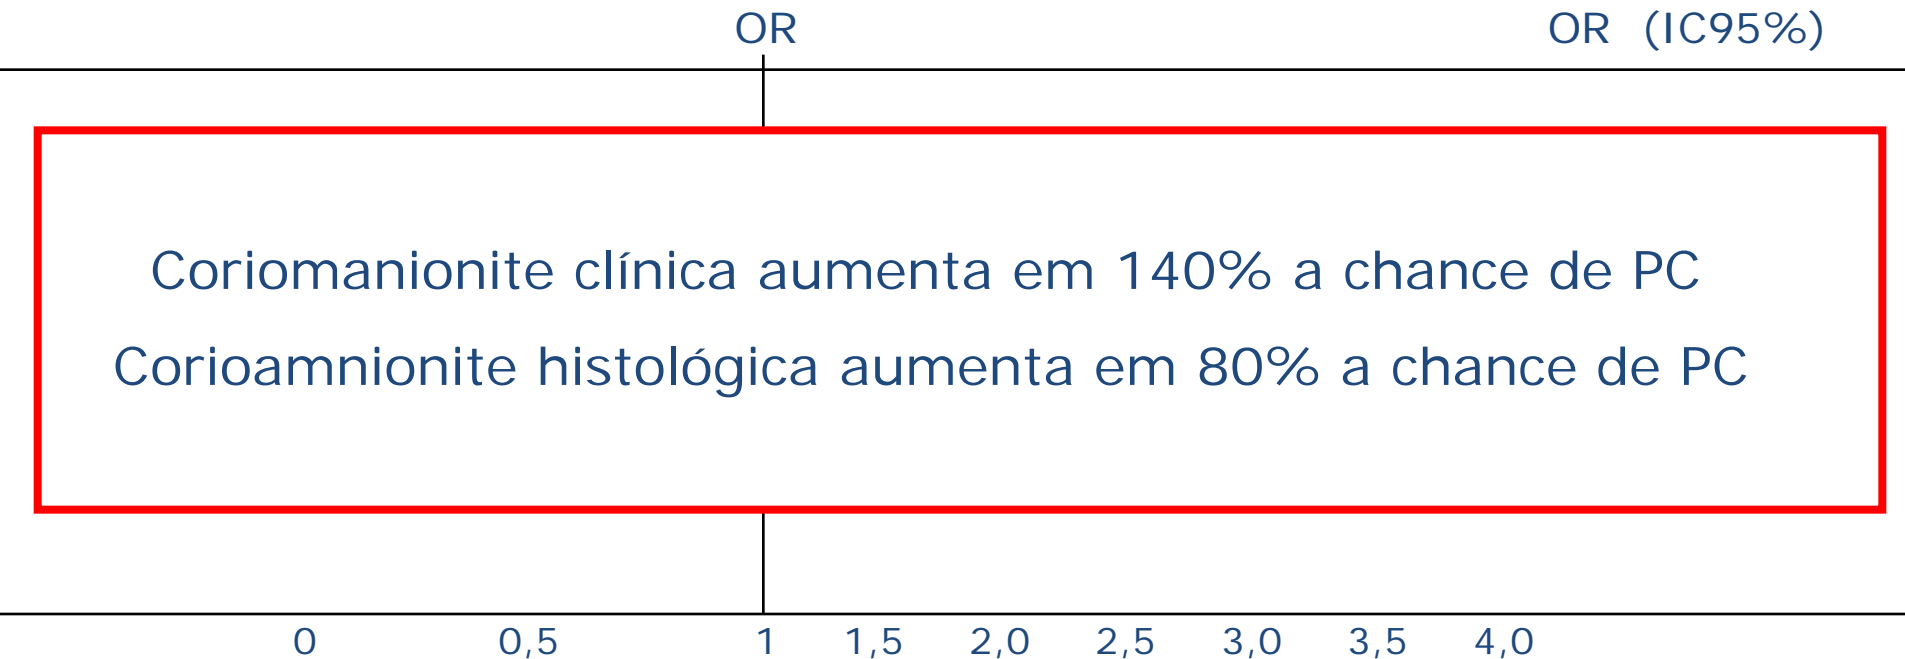 OR OR (IC95%)
Coriomanionite clínica aumenta em 140% a chance de PC
Corioamnionite histológica aumenta em 80% a chance de PC
0 0,5 1 1,5 2,0 2,5 3,0 3,5 4,0